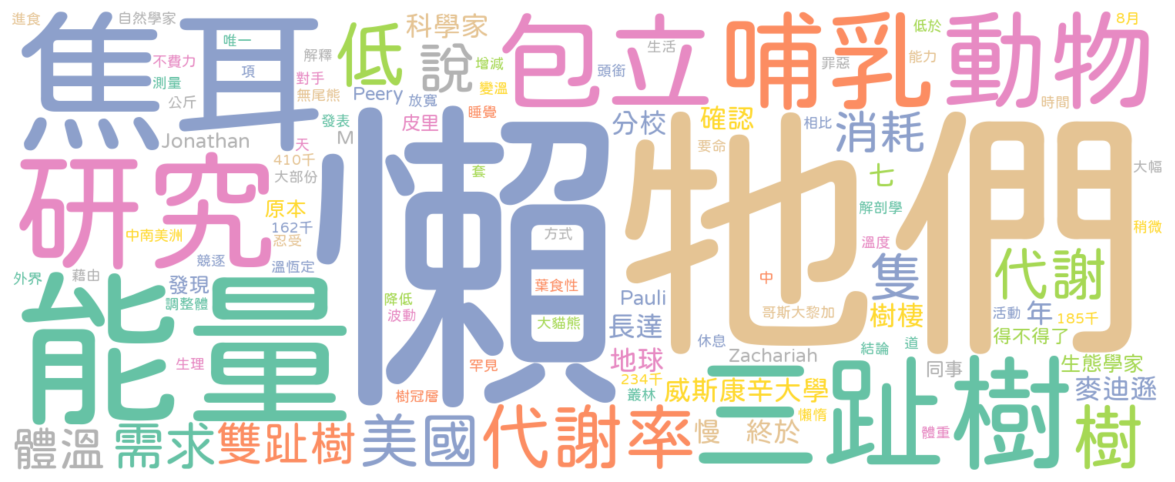 進食 自然學家 唯一 解釋 科學家 生活 低於 8月
焦耳 低 說 包立 哺乳 動物
不費力 項 對手 增減 頭銜 罪惡 能力
測量 無尾熊 Peery 放寬 變溫 時間
公斤 Jonathan 發表 M 皮里 睡覺 分校 確認 相比 消耗
天 要命
研究 410千 大部份 懶 套 牠們 七 大幅
原本 162千 解剖學
中南美洲 忍受 方式 溫度 稍微
競逐 溫恆定 代謝
外界 藉由 發現 葉食性 中 隻
能量 調整體 降低 Pauli 哥斯大黎加 樹棲 活動 年 185千
波動 大貓熊 長達 休息 得不得了
生理 罕見 地球 Zachariah 結論 道 同事 生態學家
樹冠層 234千 叢林 威斯康辛大學 懶惰 三趾樹 麥迪遜
體溫 需求 雙趾樹 美國 代謝率 慢 終於 體重 樹